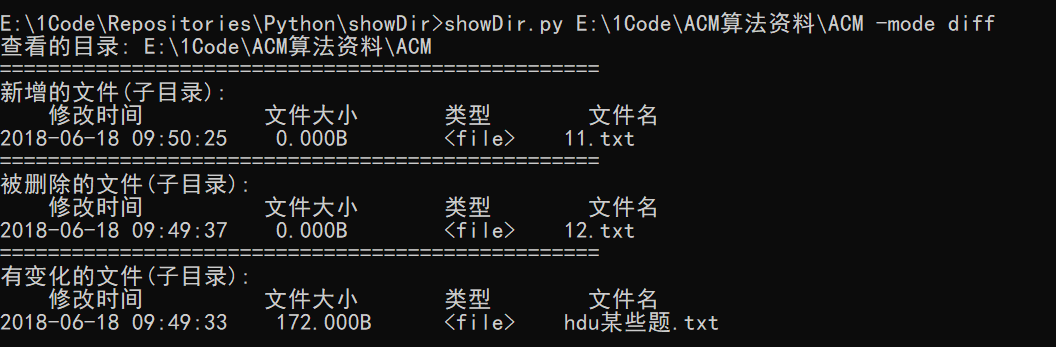 E:\1Code\Repositories\Python\showDir>showDir.py E:\1Code\ACM算法资料\ACM -mode diff
查看的目录: E:\1Code\ACM算法资料\ACM
==================================================
新增的文件(子目录):
修改时间 文件大小 类型 文件名
2018-06-18 09:50:25 0.000B <file> 11.txt
==================================================
被删除的文件(子目录):
修改时间 文件大小 类型 文件名
2018-06-18 09:49:37 0.000B <file> 12.txt
==================================================
有变化的文件(子目录):
修改时间 文件大小 类型 文件名
2018-06-18 09:49:33 172.000B <file> hdu某些题.txt